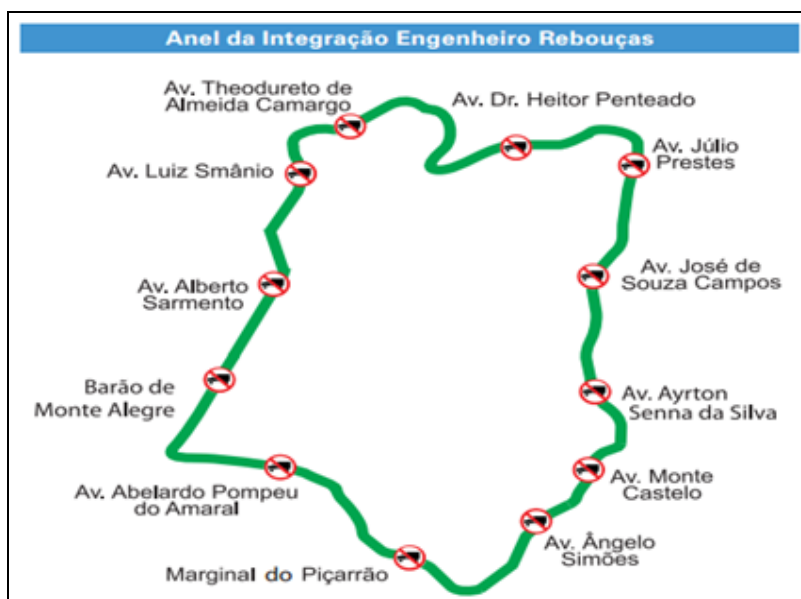 Anel da Integração Engenheiro Rebouças
Av. Theodureto de
Almeida Camargo
Av. Dr. Heitor Penteado
Av. Júlio
Prestes
Av. Luiz Smânio
Av. José de
Souza Campos
Av. Alberto
Sarmento
Barão de
Monte Alegre
Av. Ayrton
Senna da Silva
Av. Monte
Castelo
Av. Abelardo Pompeu
do Amaral
Av. Ângelo
Simões
Marginal do Piçarrão